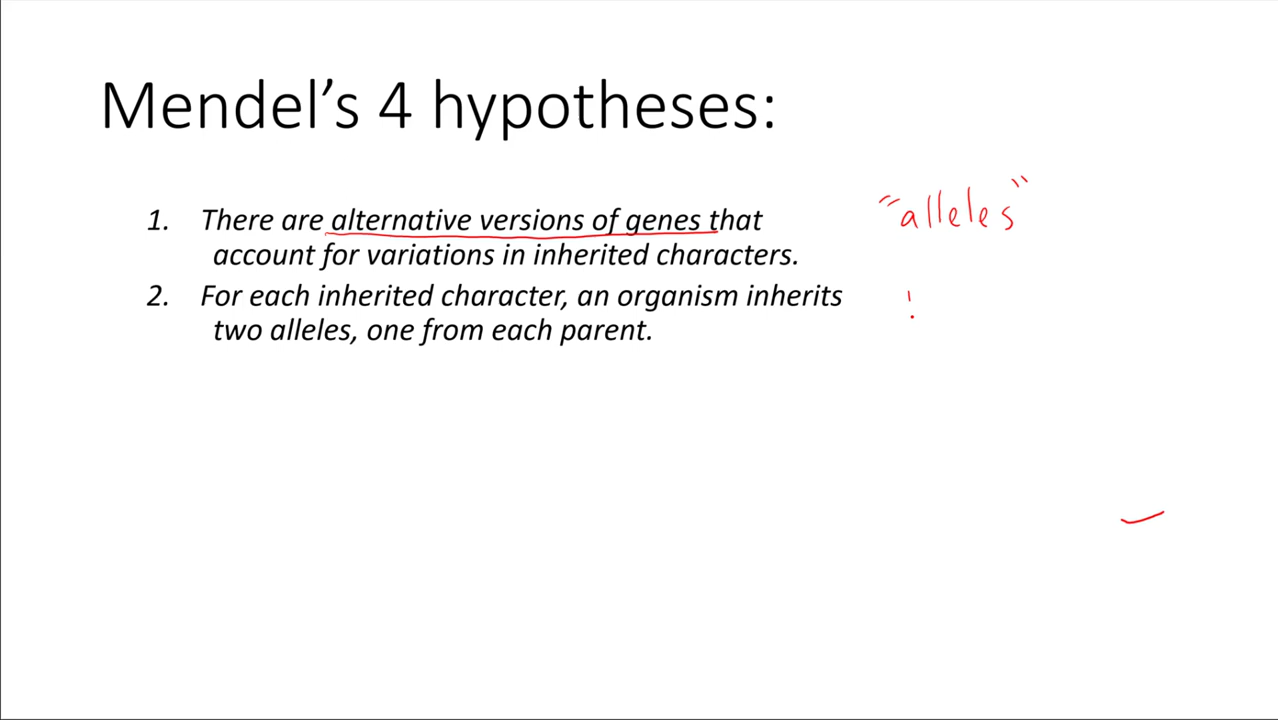 Mendel’s 4 hypotheses:
1. There are alternative versions of genes that
account for variations in inherited characters.
"alleles"
2. For each inherited character, an organism inherits
two alleles, one from each parent.
!